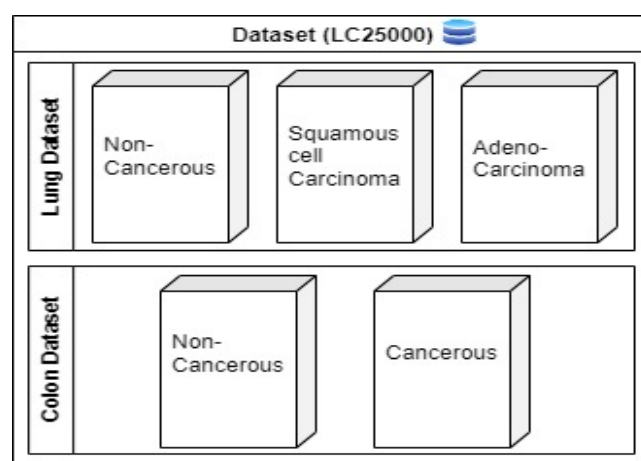 Dataset (LC25000)
Lung Dataset
Non-
Cancerous
Squamous
cell
Carcinoma
Adeno-
Carcinoma
Colon Dataset
Non-
Cancerous
Cancerous